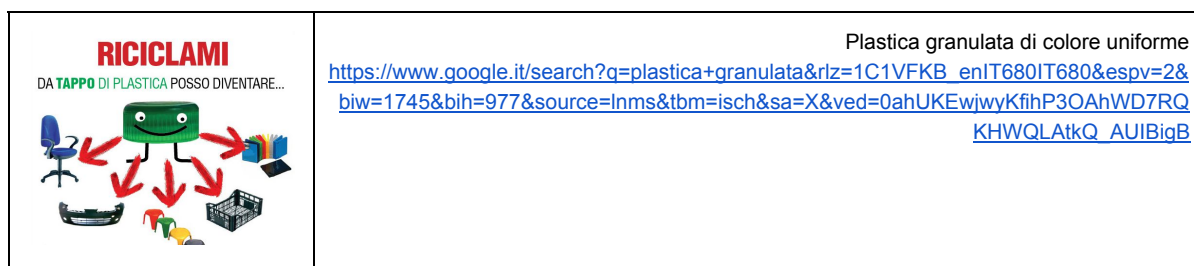 RICICLAMI
DA TAPPO DI PLASTICA POSSO DIVENTARE...
Plastica granulata di colore uniforme
https://www.google.it/search?q=plastica+granulata&rlz=1C1VFKB_enIT680IT680&espv=2&
biw=1745&bih=977&source=lnms&tbm=isch&sa=X&ved=0ahUKEwjwyKfihP3OAhWD7RQ
KHWQLAtkQ_AUIBigB